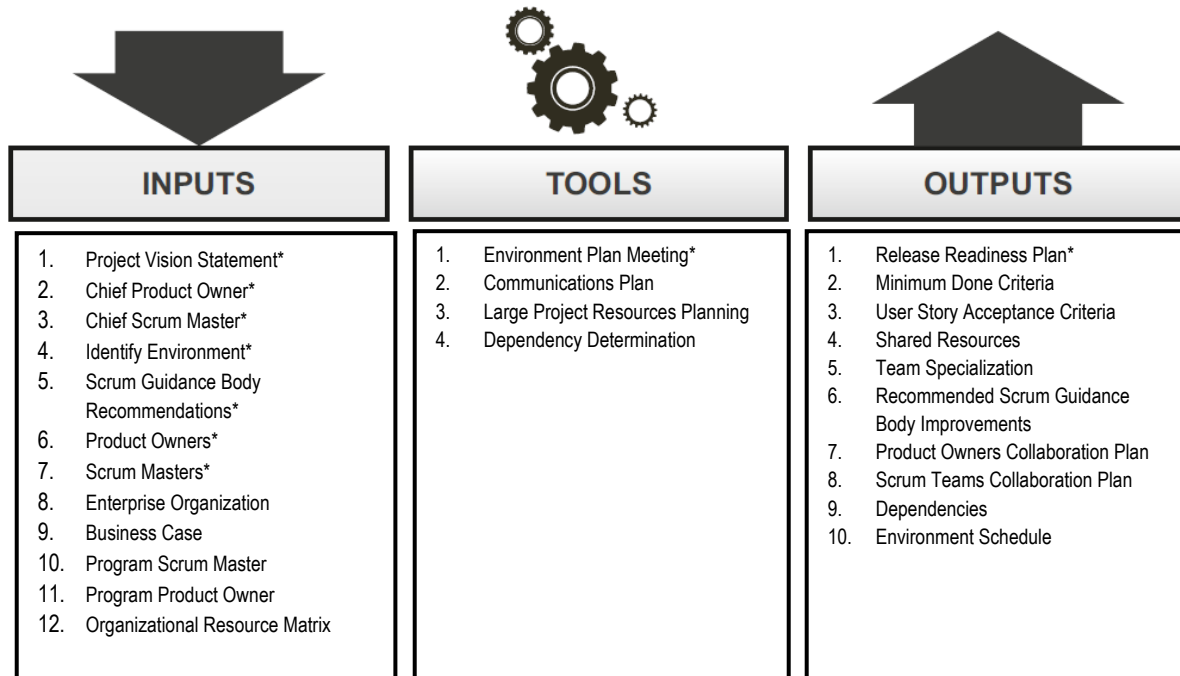 INPUTS
1. Project Vision Statement*
2. Chief Product Owner*
3. Chief Scrum Master*
4. Identify Environment*
5. Scrum Guidance Body
Recommendations*
6. Product Owners*
7. Scrum Masters*
8. Enterprise Organization
9. Business Case
10. Program Scrum Master
11. Program Product Owner
12. Organizational Resource Matrix
TOOLS
1. Environment Plan Meeting*
2. Communications Plan
3. Large Project Resources Planning
4. Dependency Determination
OUTPUTS
1. Release Readiness Plan*
2. Minimum Done Criteria
3. User Story Acceptance Criteria
4. Shared Resources
5. Team Specialization
6. Recommended Scrum Guidance
Body Improvements
7. Product Owners Collaboration Plan
8. Scrum Teams Collaboration Plan
9. Dependencies
10. Environment Schedule